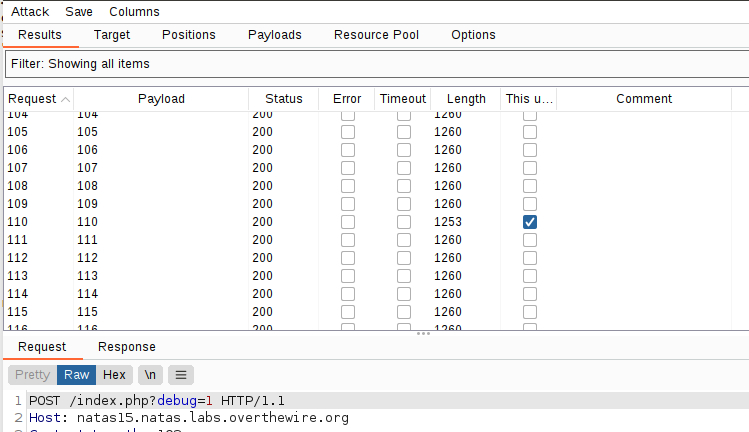 Attack Save Columns
Results Target Positions Payloads Resource Pool Options
Filter: Showing all items
Request Payload Status Error Timeout Length This u... Comment
104 104 200 1260
105 105 200 1260
106 106 200 1260
107 107 200 1260
108 108 200 1260
109 109 200 1260
110 110 200 1253
111 111 200 1260
112 112 200 1260
113 113 200 1260
114 114 200 1260
115 115 200 1260
116 116 200 1260
Request Response
Pretty Raw Hex \n
1 POST /index.php?debug=1 HTTP/1.1
2 Host: natas15.natas.labs.overthewire.org